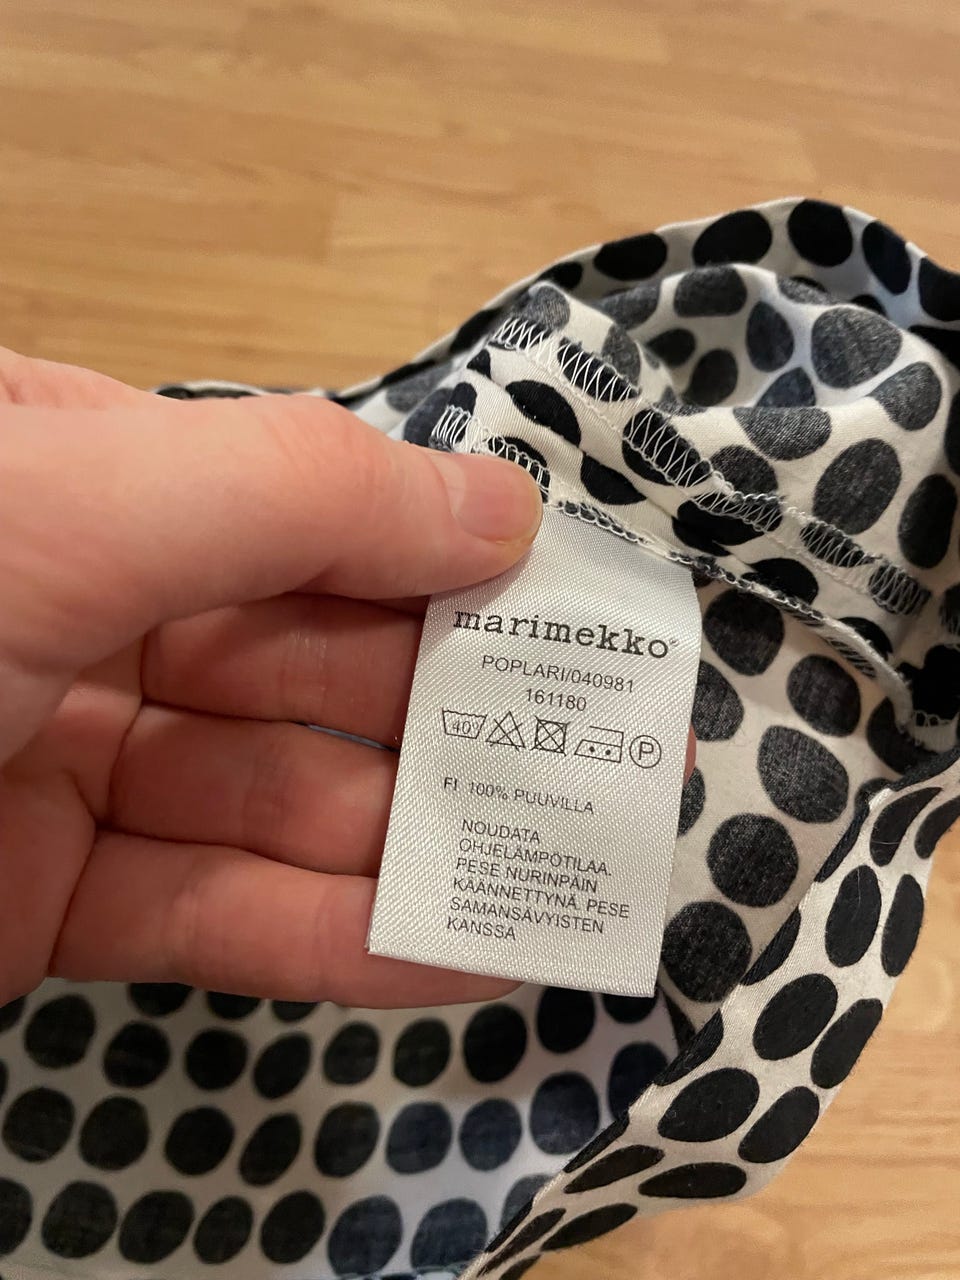 marimekko®
POPLARI/040981
161180
40 P
FI 100% PUUVILLA
NOUDATA
OHJELÄMPÖTILAA.
PESE NURINPÄIN
KÄÄNNETTYNÄ. PESE
SAMANSÄVYISTEN
KANSSA